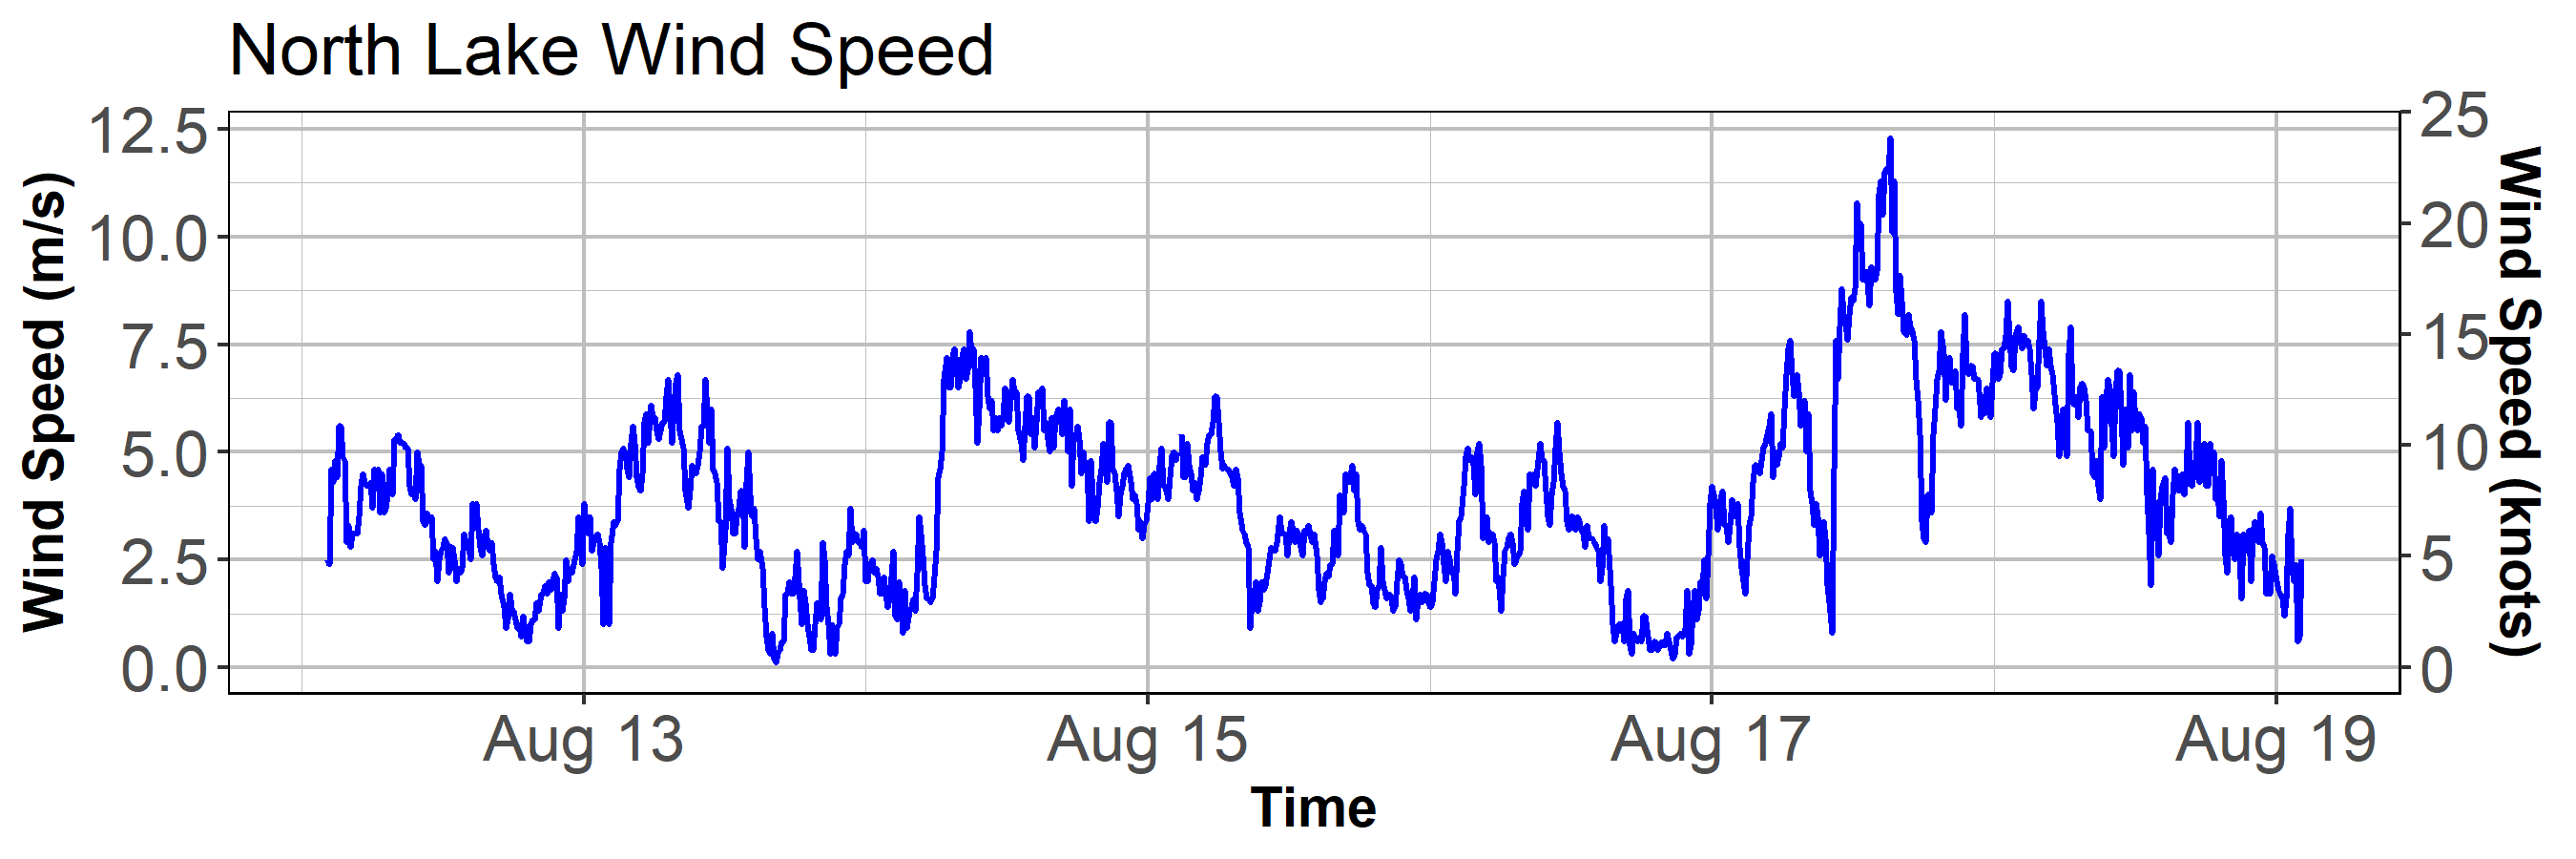 North Lake Wind Speed
Wind Speed (m/s)
12.5
10.0
7.5
5.0
2.5
0.0
25
20
15
10
5
0
Wind Speed (knots)
Aug 13
Aug 15
Aug 17
Aug 19
Time